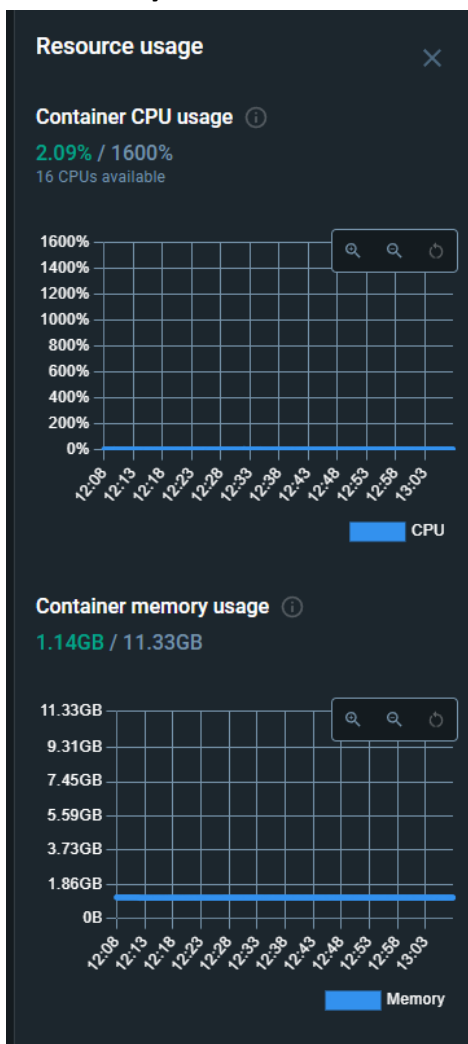 Resource usage
Container CPU usage
2.09% / 1600%
16 CPUs available
1600%
1400%
1200%
1000%
800%
600%
400%
200%
0%
12:08 12:13 12:18 12:23 12:28 12:33 12:38 12:43 12:48 12:53 12:58 13:03
CPU
Container memory usage
1.14GB / 11.33GB
11.33GB
9.31GB
7.45GB
5.59GB
3.73GB
1.86GB
0B
12:08 12:13 12:18 12:23 12:28 12:33 12:38 12:43 12:48 12:53 12:58 13:03
Memory